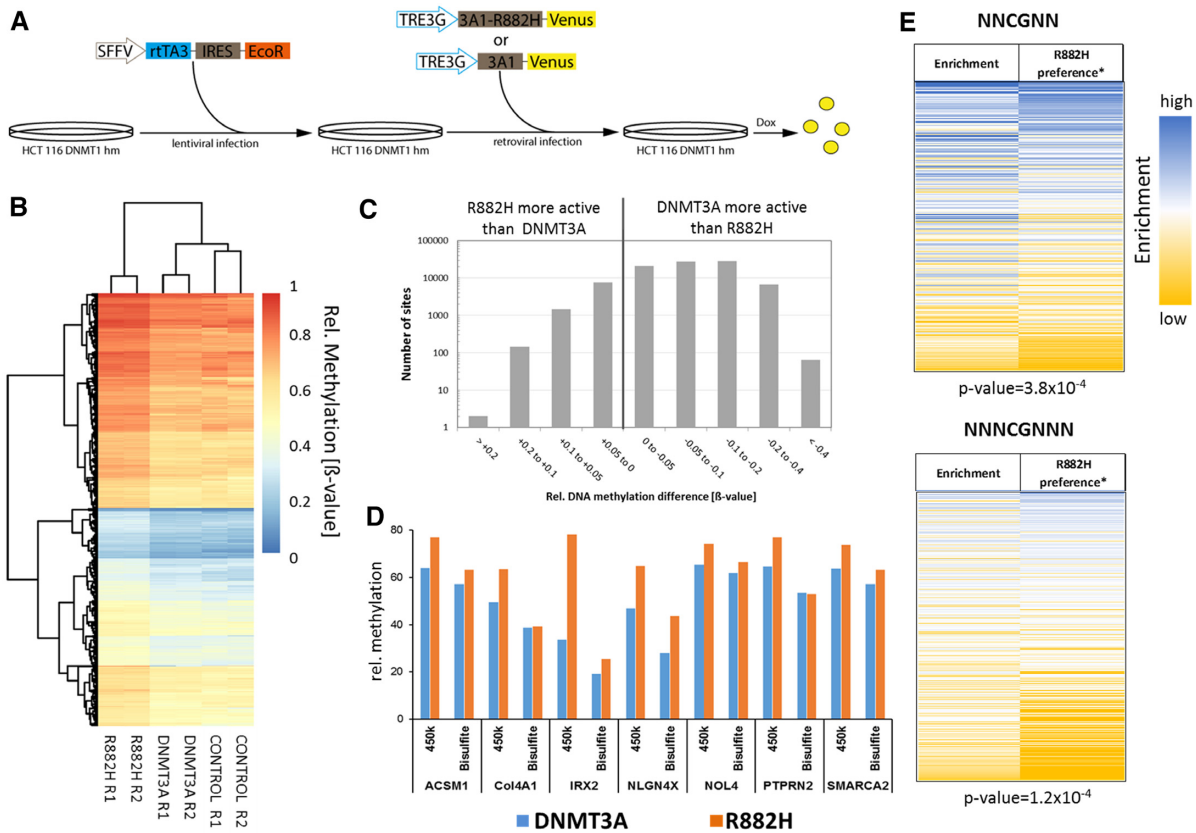 A
SFFV rtTA3 IRES EcoR
TRE3G 3A1-R882H Venus
or
TRE3G 3A1 Venus
HCT 116 DNMT1 hm
lentiviral infection
HCT 116 DNMT1 hm
retroviral infection
HCT 116 DNMT1 hm
Dox
B
1
0.8
0.6
0.4
0.2
0
Rel. Methylation [ß-value]
R882H R1
R882H R2
DNMT3A R1
DNMT3A R2
CONTROL R1
CONTROL R2
C
R882H more active
than DNMT3A
DNMT3A more active
than R882H
Number of sites
100000
10000
1000
100
10
1
> +0.2
+0.2 to +0.1
+0.1 to +0.05
+0.05 to 0
0 to -0.05
-0.05 to -0.1
-0.1 to -0.2
-0.2 to -0.4
< -0.4
Rel. DNA methylation difference [ß-value]
D
rel. methylation
80
60
40
20
0
450k Bisulfite 450k Bisulfite 450k Bisulfite 450k Bisulfite 450k Bisulfite 450k Bisulfite 450k Bisulfite
ACSM1 Col4A1 IRX2 NLGN4X NOL4 PTPRN2 SMARCA2
DNMT3A R882H
E
NNCGNN
Enrichment
R882H
preference*
p-value=3.8x10-4
high
Enrichment
low
NNNCGNNN
Enrichment
R882H
preference*
p-value=1.2x10-4